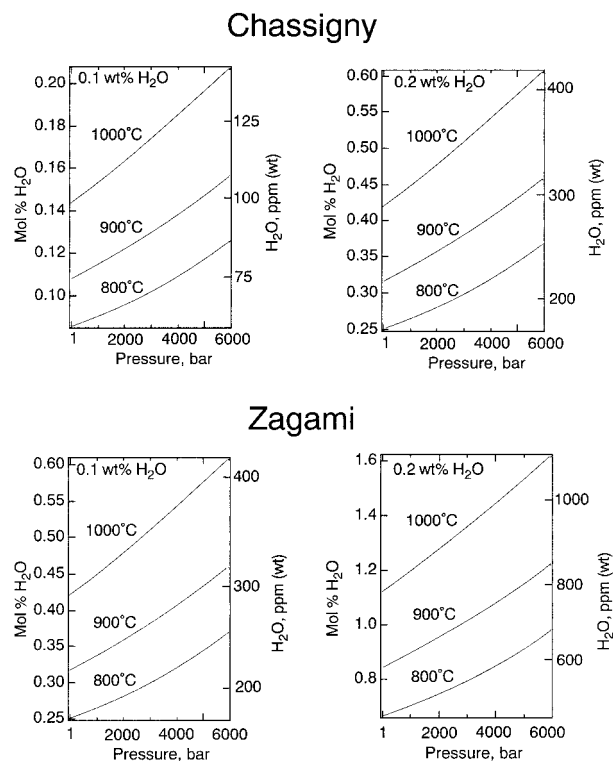 Chassigny
0.1 wt% H2O
0.20
0.18
0.16
0.14
0.12
0.10
Mol % H2O
1000°C
900°C
800°C
125
100
75
H2O, ppm (wt)
1 2000 4000 6000
Pressure, bar
0.2 wt% H2O
0.60
0.55
0.50
0.45
0.40
0.35
0.30
0.25
Mol % H2O
1000°C
900°C
800°C
400
300
200
H2O, ppm (wt)
1 2000 4000 6000
Pressure, bar
Zagami
0.1 wt% H2O
0.60
0.55
0.50
0.45
0.40
0.35
0.30
0.25
Mol % H2O
1000°C
900°C
800°C
400
300
200
H2O, ppm (wt)
1 2000 4000 6000
Pressure, bar
0.2 wt% H2O
1.6
1.4
1.2
1.0
0.8
Mol % H2O
1000°C
900°C
800°C
1000
800
600
H2O, ppm (wt)
1 2000 4000 6000
Pressure, bar